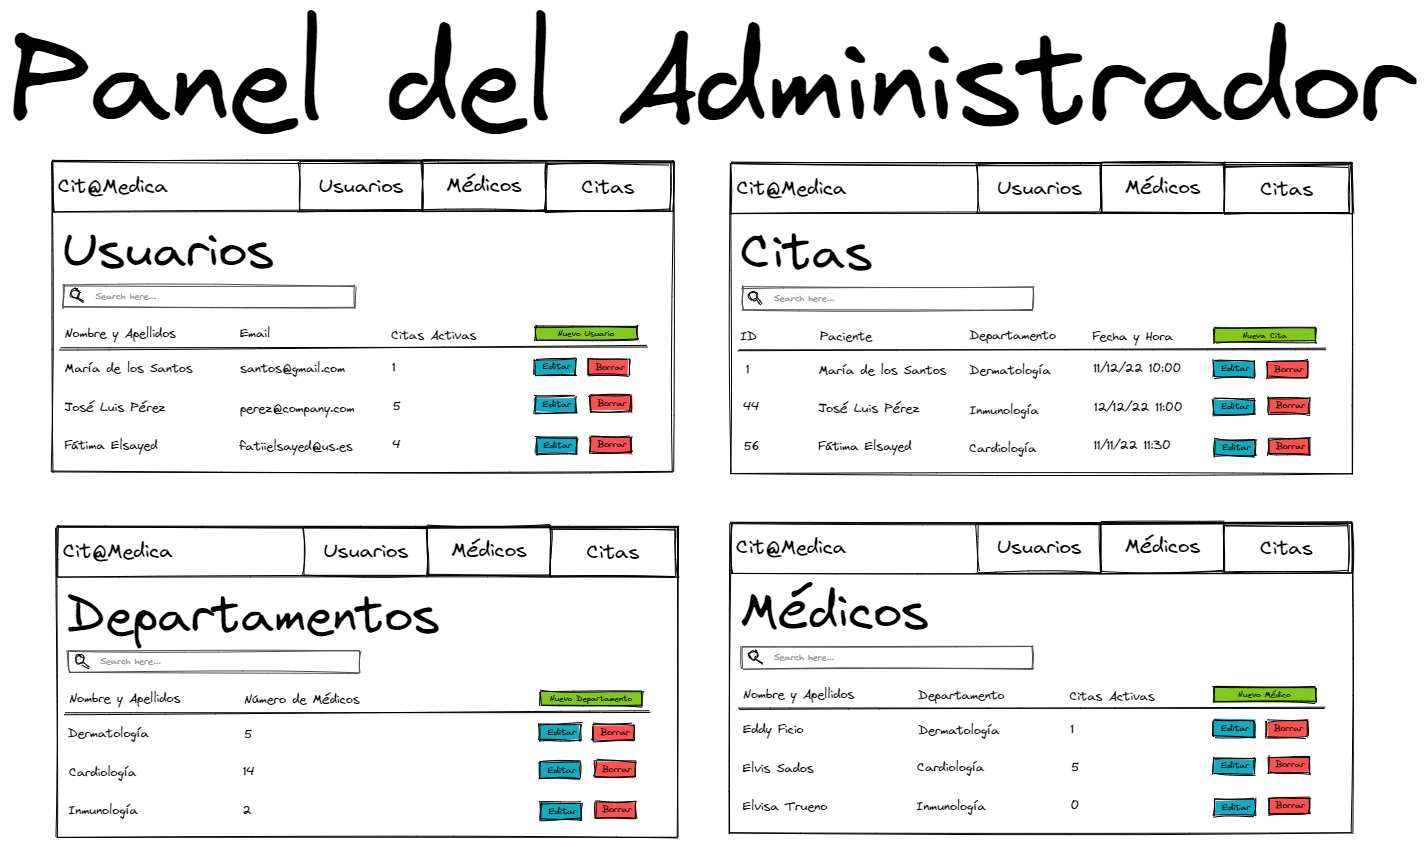 Panel del Administrador
Cit@Medica Usuarios Médicos Citas
Usuarios
Search here...
Nombre y Apellidos Email Citas Activas Nuevo Usuario
María de los Santos santos@gmail.com 1 Editar Borrar
José Luis Pérez perez@company.com 5 Editar Borrar
Fátima Elsayed fatiielsayed@us.es 4 Editar Borrar
Cit@Medica Usuarios Médicos Citas
Citas
Search here...
ID Paciente Departamento Fecha y Hora Nueva Cita
1 María de los Santos Dermatología 11/12/22 10:00 Editar Borrar
44 José Luis Pérez Inmunología 12/12/22 11:00 Editar Borrar
56 Fátima Elsayed Cardiología 11/11/22 11:30 Editar Borrar
Cit@Medica Usuarios Médicos Citas
Departamentos
Search here...
Nombre y Apellidos Número de Médicos Nuevo Departamento
Dermatología 5 Editar Borrar
Cardiología 14 Editar Borrar
Inmunología 2 Editar Borrar
Cit@Medica Usuarios Médicos Citas
Médicos
Search here...
Nombre y Apellidos Departamento Citas Activas Nuevo Médico
Eddy Ficio Dermatología 1 Editar Borrar
Elvis Sados Cardiología 5 Editar Borrar
Elvisa Trueno Inmunología 0 Editar Borrar